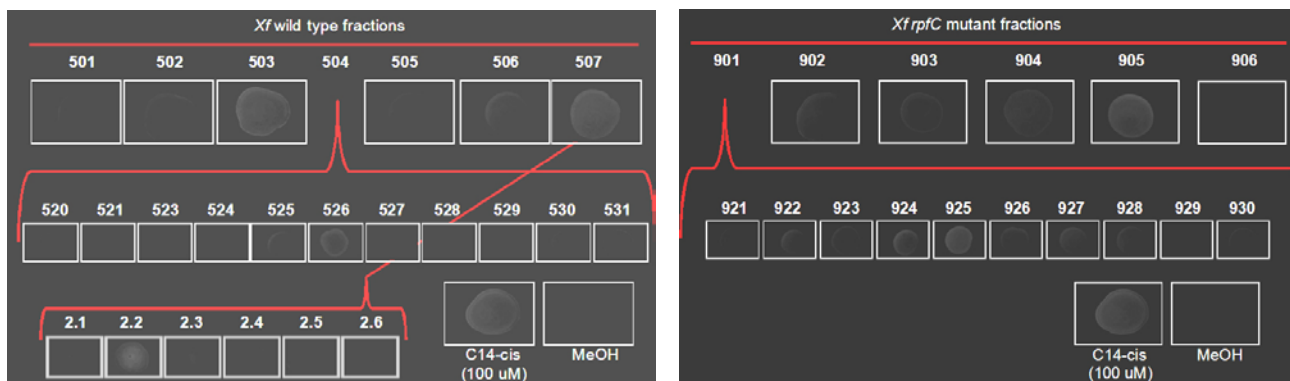 Xf wild type fractions
501 502 503 504 505 506 507
520 521 523 524 525 526 527 528 529 530 531
2.1 2.2 2.3 2.4 2.5 2.6
C14-cis MeOH
(100 uM)
Xf rpfC mutant fractions
901 902 903 904 905 906
921 922 923 924 925 926 927 928 929 930
C14-cis MeOH
(100 uM)